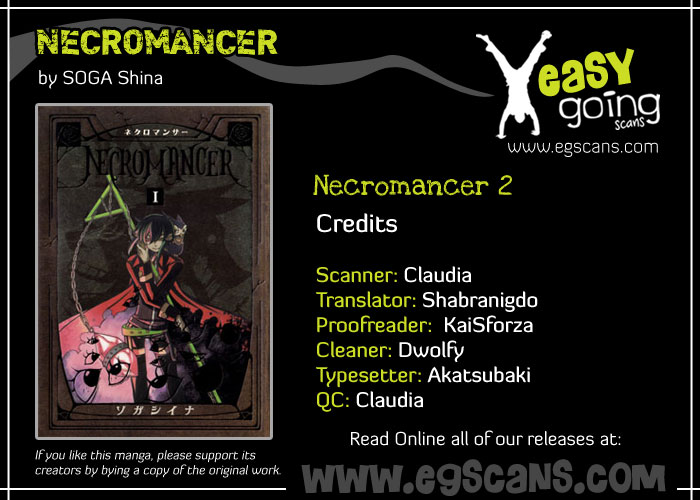 NECROMANCER
by SOGA Shina
easy
going
scans
www.egscans.com
ネクロマンサー
NECROMANCER
I
ソガシイナ
Necromancer 2
Credits
Scanner: Claudia
Translator: Shabranigdo
Proofreader: KaiSforza
Cleaner: Dwolfy
Typesetter: Akatsubaki
QC: Claudia
If you like this manga, please support its
creators by bying a copy of the original work.
Read Online all of our releases at:
www.egscans.com